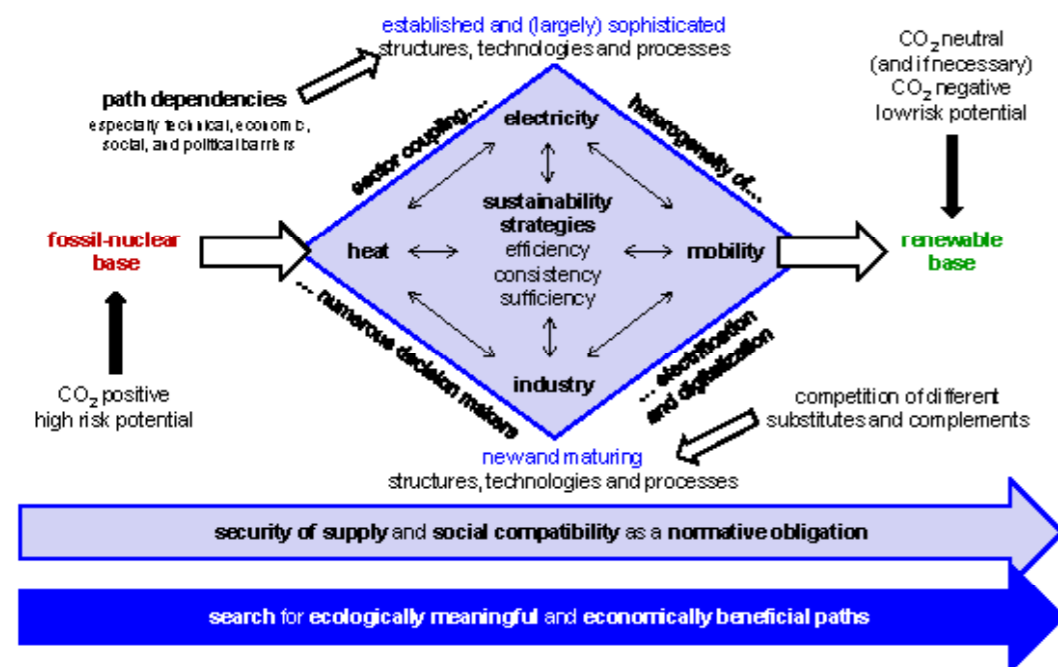 established and (largely) sophisticated
structures, technologies and processes
CO2 neutral
(and if necessary)
CO2 negative
low risk potential
path dependencies
especially technical, economic,
social, and political barriers
sector coupling ...
heterogeneity of...
electricity
sustainability
strategies
efficiency
consistency
sufficiency
fossil-nuclear
base
heat
mobility
renewable
base
... numerous decision makers
... electrification
and digitalization
industry
CO2 positive
high risk potential
competition of different
substitutes and complements
new and maturing
structures, technologies and processes
security of supply and social compatibility as a normative obligation
search for ecologically meaningful and economically beneficial paths